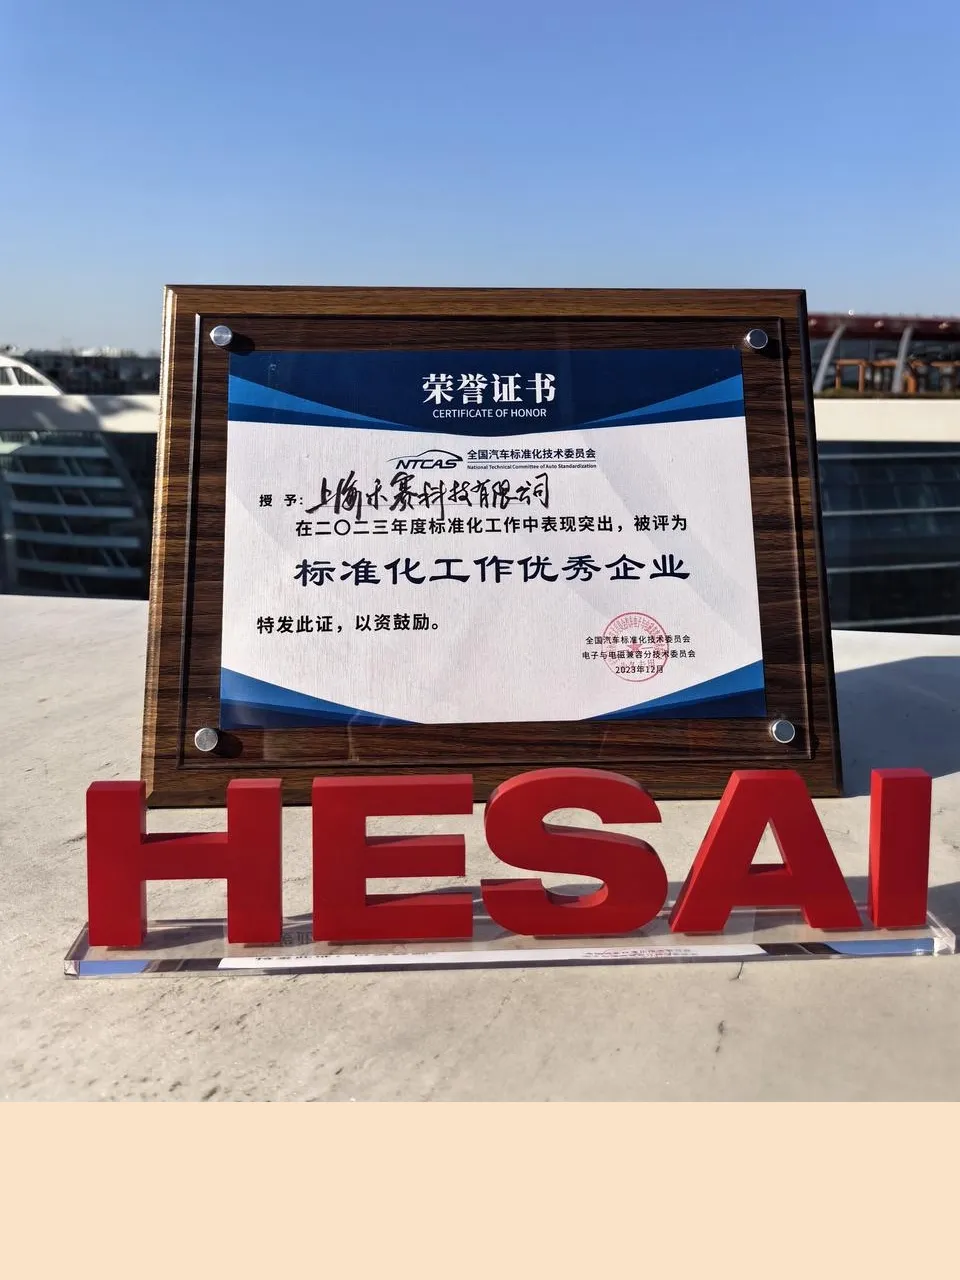 荣誉证书
CERTIFICATE OF HONOR
NTCAS 全国汽车标准化技术委员会
National Technical Committee of Auto Standardization
授 予：上海禾赛科技有限公司
在二〇二三年度标准化工作中表现突出，被评为
标准化工作优秀企业
特发此证，以资鼓励。
全国汽车标准化技术委员会
电子与电磁兼容分技术委员会
2023年12月
HESAI